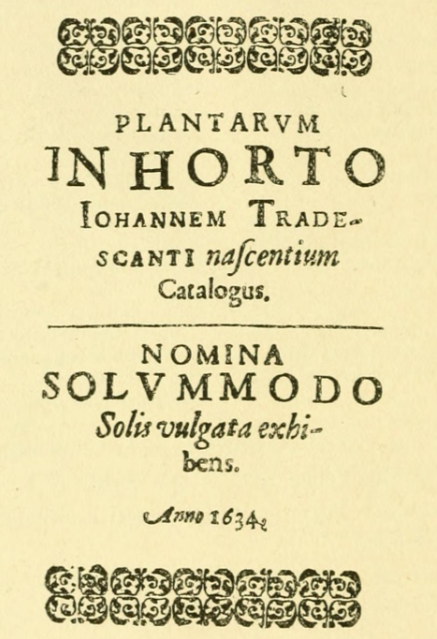 PLANTARVM
IN HORTO
IOHANNEM TRADE-
SCANTI naſcentium
Catalogus.
NOMINA
SOLVMMODO
Solis vulgata exhi-
bens.
Anno 1634.